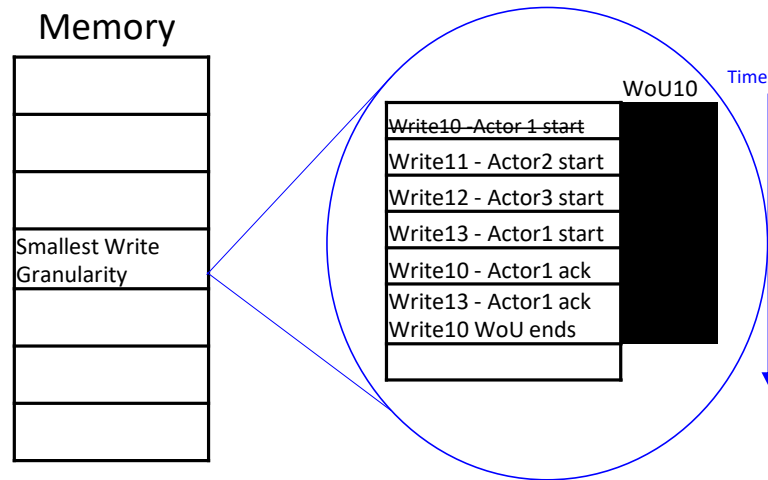 Memory
Smallest Write
Granularity
WoU10
Time
Write10 -Actor 1 start
Write11 - Actor2 start
Write12 - Actor3 start
Write13 - Actor1 start
Write10 - Actor1 ack
Write13 - Actor1 ack
Write10 WoU ends